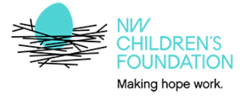 NW
CHILDREN'S
FOUNDATION
Making hope work.